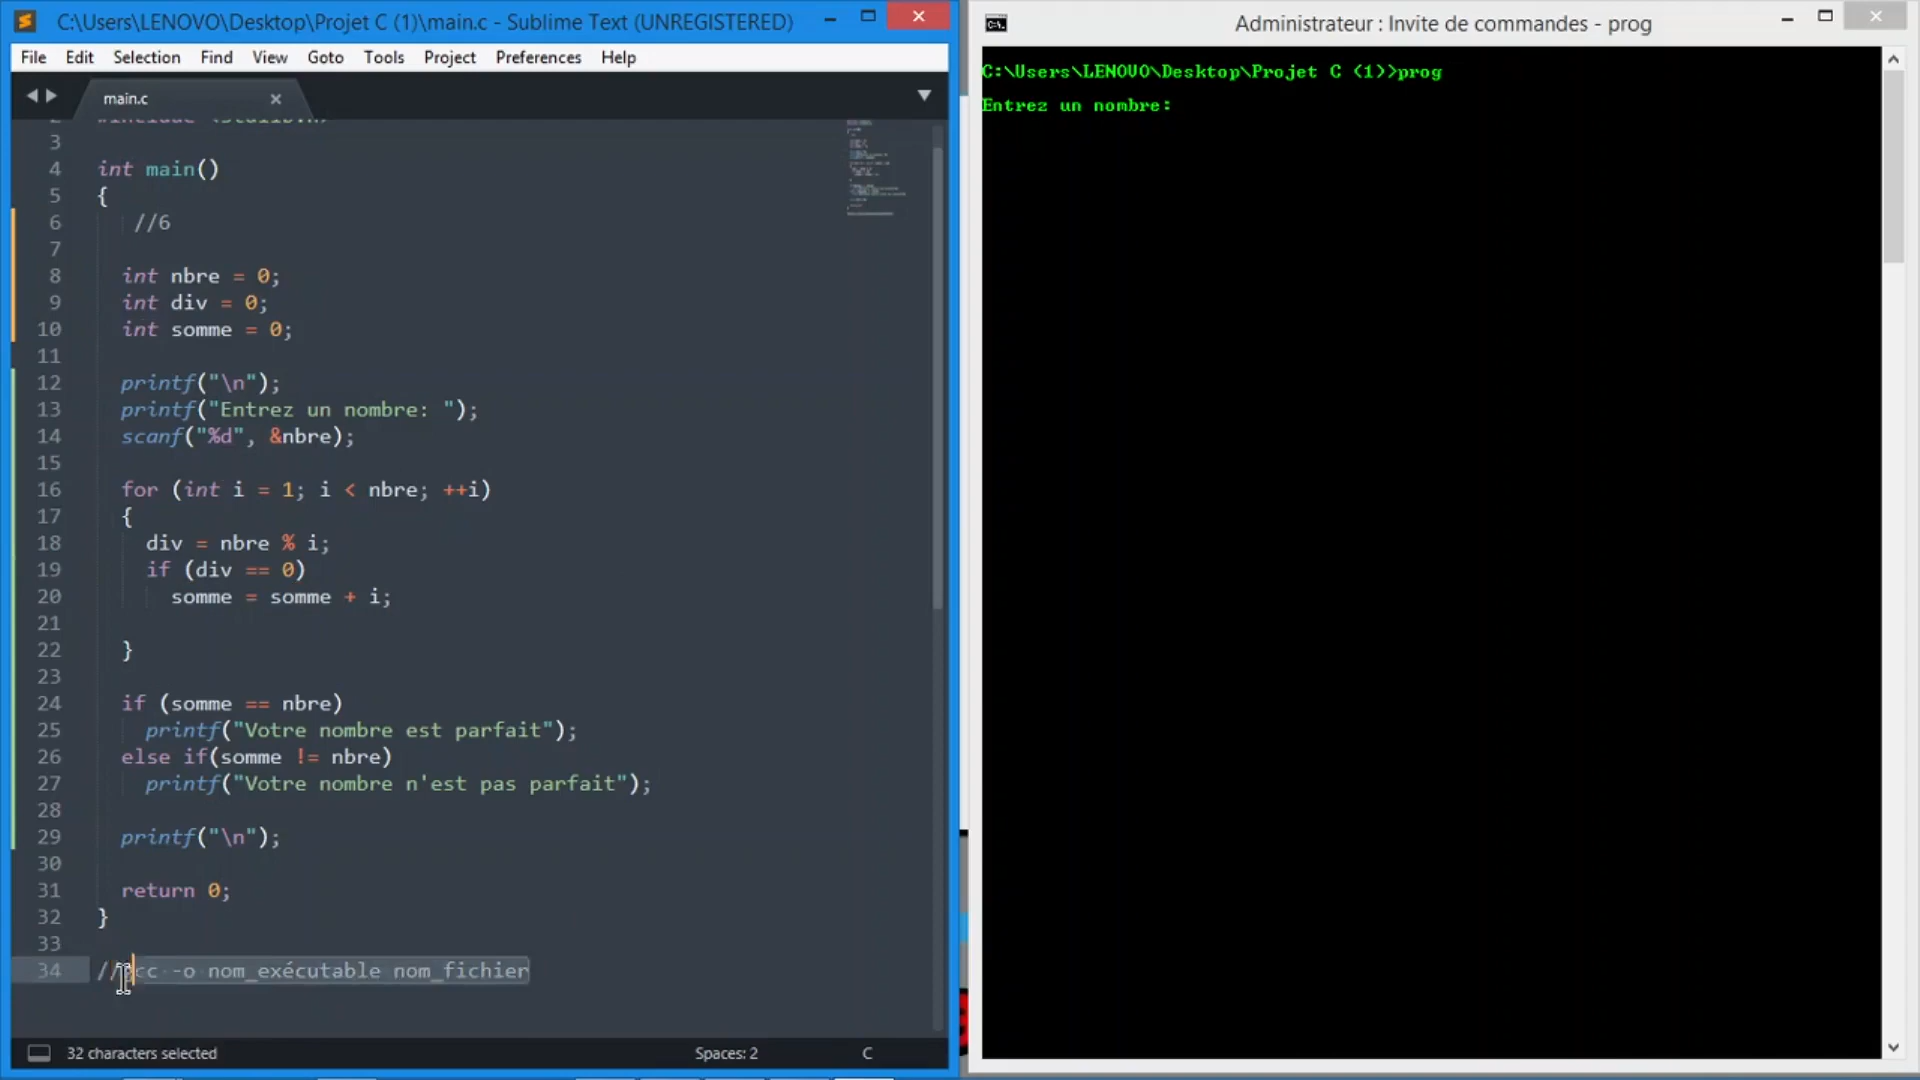 C:\Users\LENOVO\Desktop\Projet C (1)\main.c - Sublime Text (UNREGISTERED)
File Edit Selection Find View Goto Tools Project Preferences Help
main.c
3
4 int main()
5 {
6 //6
7
8 int nbre = 0;
9 int div = 0;
10 int somme = 0;
11
12 printf("\n");
13 printf("Entrez un nombre: ");
14 scanf("%d", &nbre);
15
16 for (int i = 1; i < nbre; ++i)
17 {
18 div = nbre % i;
19 if (div == 0)
20 somme = somme + i;
21
22 }
23
24 if (somme == nbre)
25 printf("Votre nombre est parfait");
26 else if(somme != nbre)
27 printf("Votre nombre n'est pas parfait");
28
29 printf("\n");
30
31 return 0;
32 }
33
34 //gcc -o nom_exécutable nom_fichier
32 characters selected Spaces: 2 C
Administrateur : Invite de commandes - prog
C:\Users\LENOVO\Desktop\Projet C (1)>prog
Entrez un nombre: